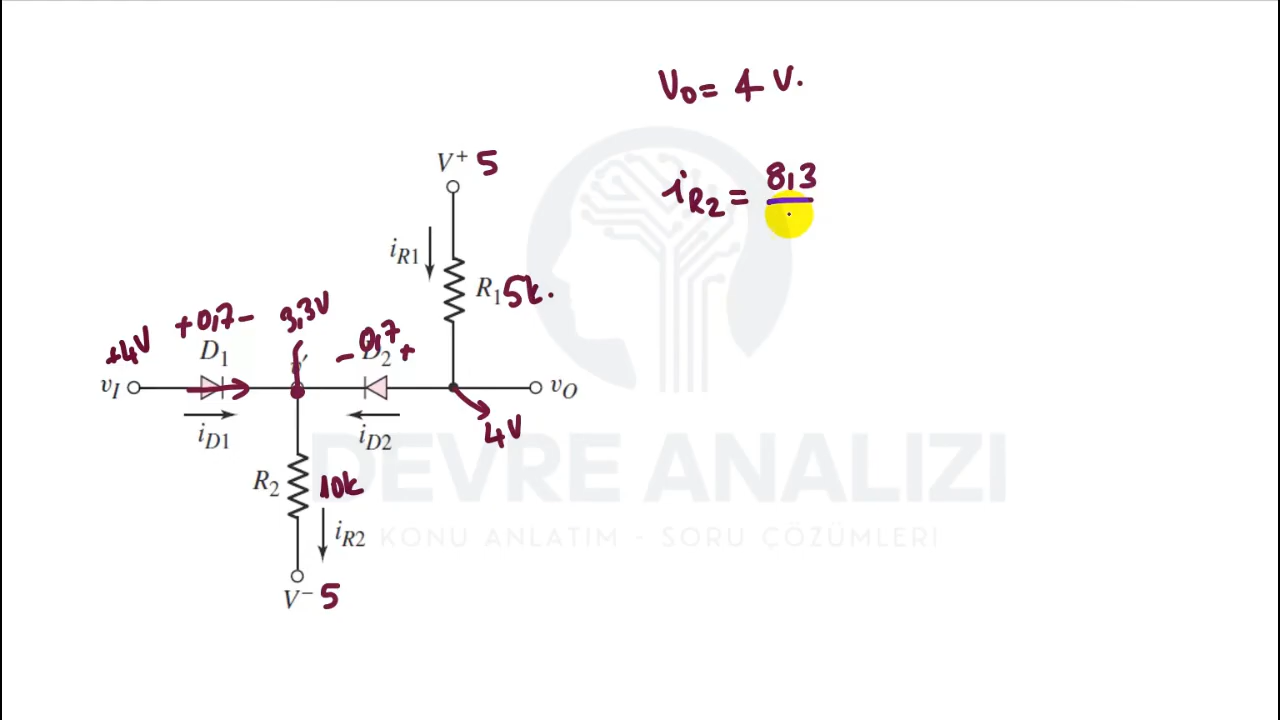 V₀ = 4 V.
V⁺ 5
i_R2 = 8,3
i_R1
R₁ 5k.
+4V +0,7- 3,3V -0,7+
D₁ D₂
v_I v_O
i_D1 i_D2 4V
DEVRE ANALIZI
R₂ 10k
i_R2
KONU ANLATIM - SORU ÇÖZÜMLERİ
V⁻ 5